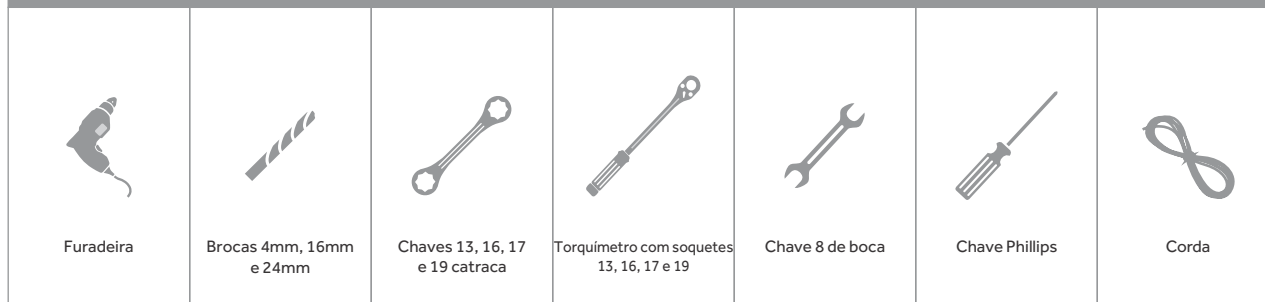 Furadeira
Brocas 4mm, 16mm
e 24mm
Chaves 13, 16, 17
e 19 catraca
Torquímetro com soquetes
13, 16, 17 e 19
Chave 8 de boca
Chave Phillips
Corda